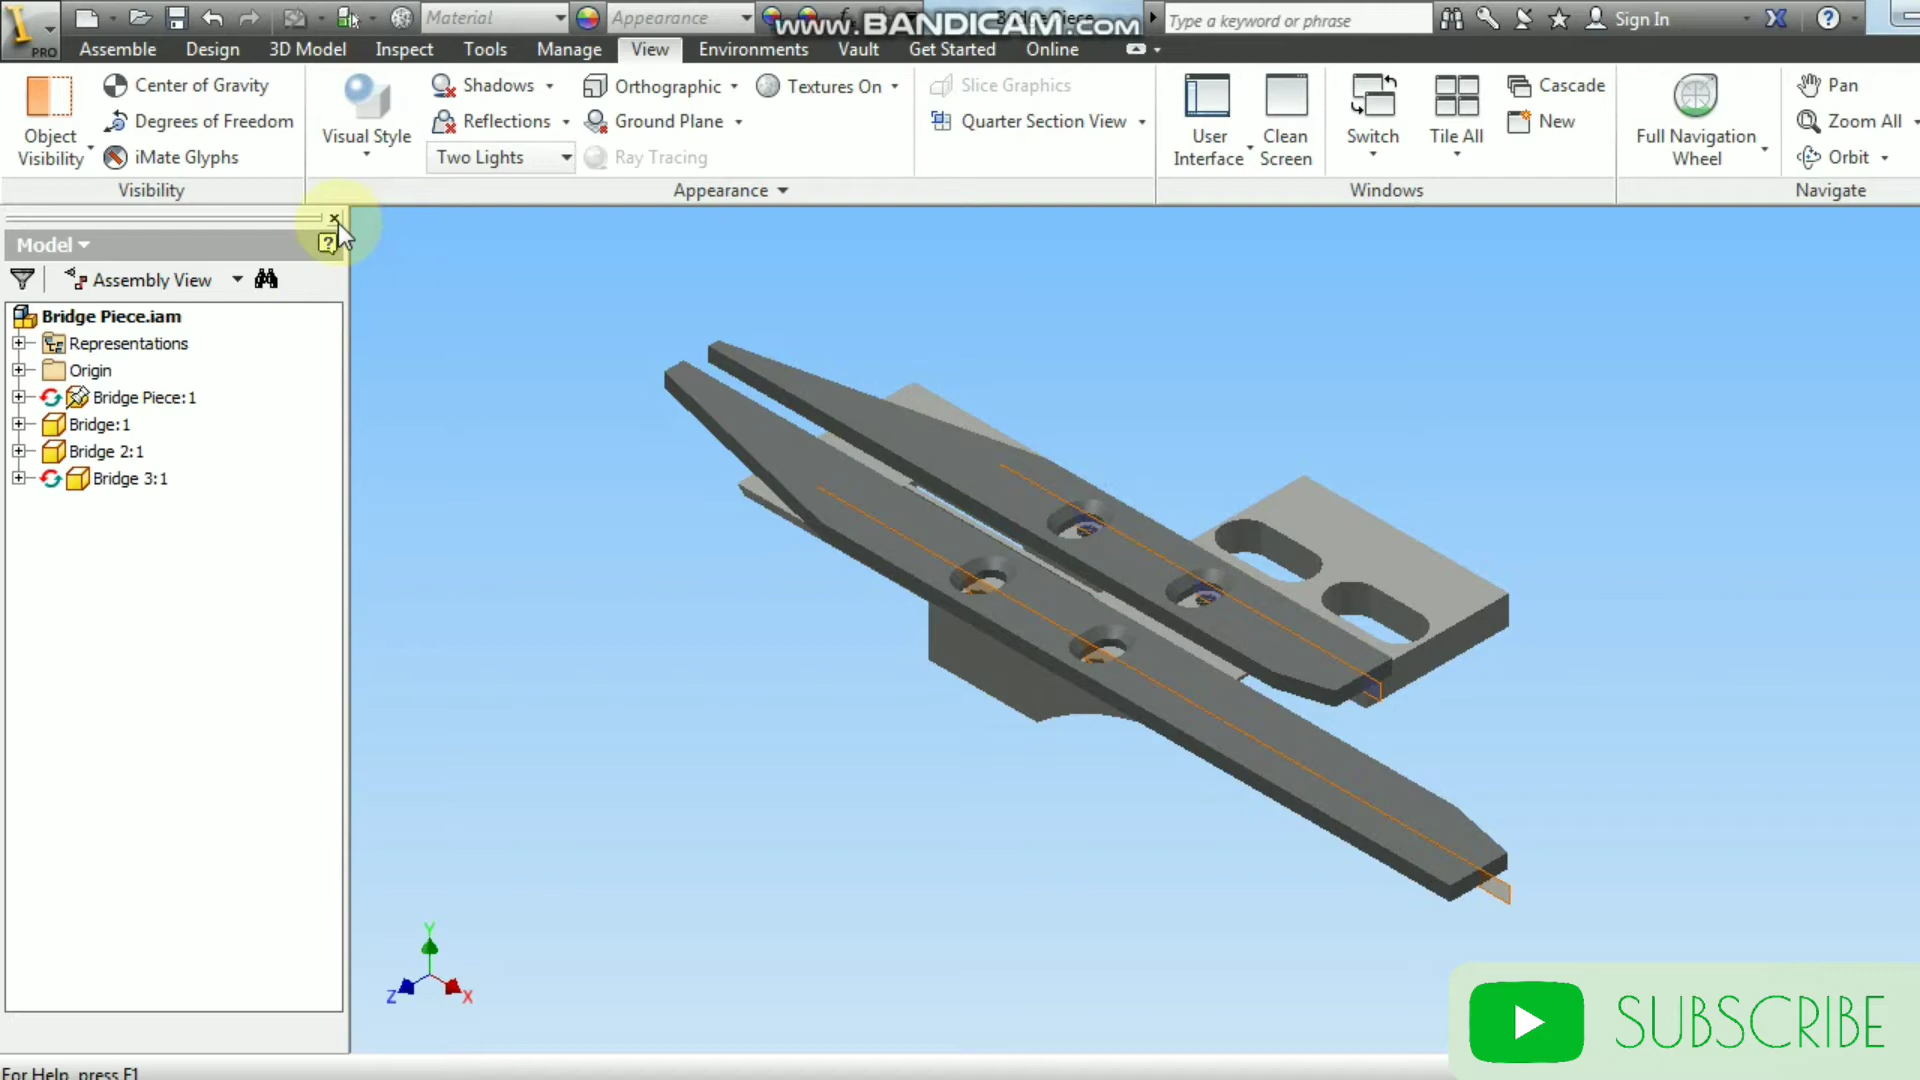 Material
Appearance
www.BANDICAM.com
Type a keyword or phrase
Sign In
PRO
Assemble
Design
3D Model
Inspect
Tools
Manage
View
Environments
Vault
Get Started
Online
Object Visibility
Center of Gravity
Degrees of Freedom
iMate Glyphs
Visibility
Visual Style
Shadows
Reflections
Two Lights
Orthographic
Ground Plane
Ray Tracing
Textures On
Appearance
Slice Graphics
Quarter Section View
User Interface
Clean Screen
Switch
Tile All
Cascade
New
Windows
Full Navigation Wheel
Pan
Zoom All
Orbit
Navigate
Model
Assembly View
Bridge Piece.iam
Representations
Origin
Bridge Piece:1
Bridge:1
Bridge 2:1
Bridge 3:1
Y
Z
X
SUBSCRIBE
For Help, press F1